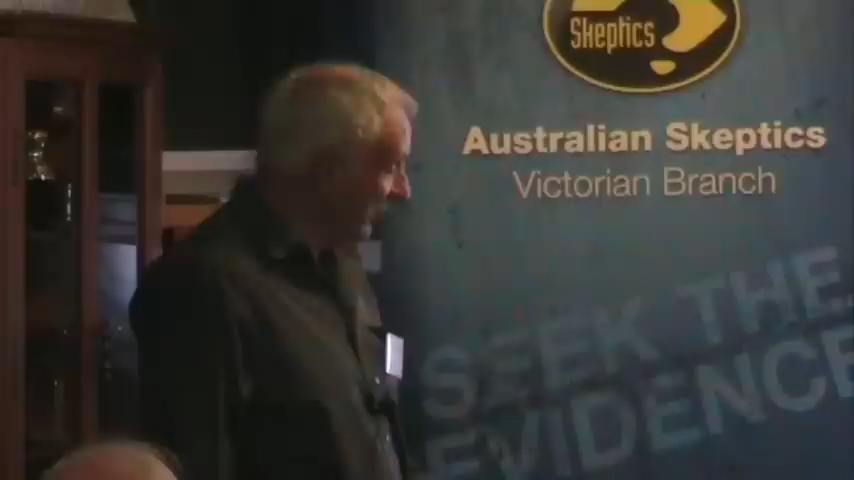 Skeptics
Australian Skeptics
Victorian Branch
SEEK THE
EVIDENCE